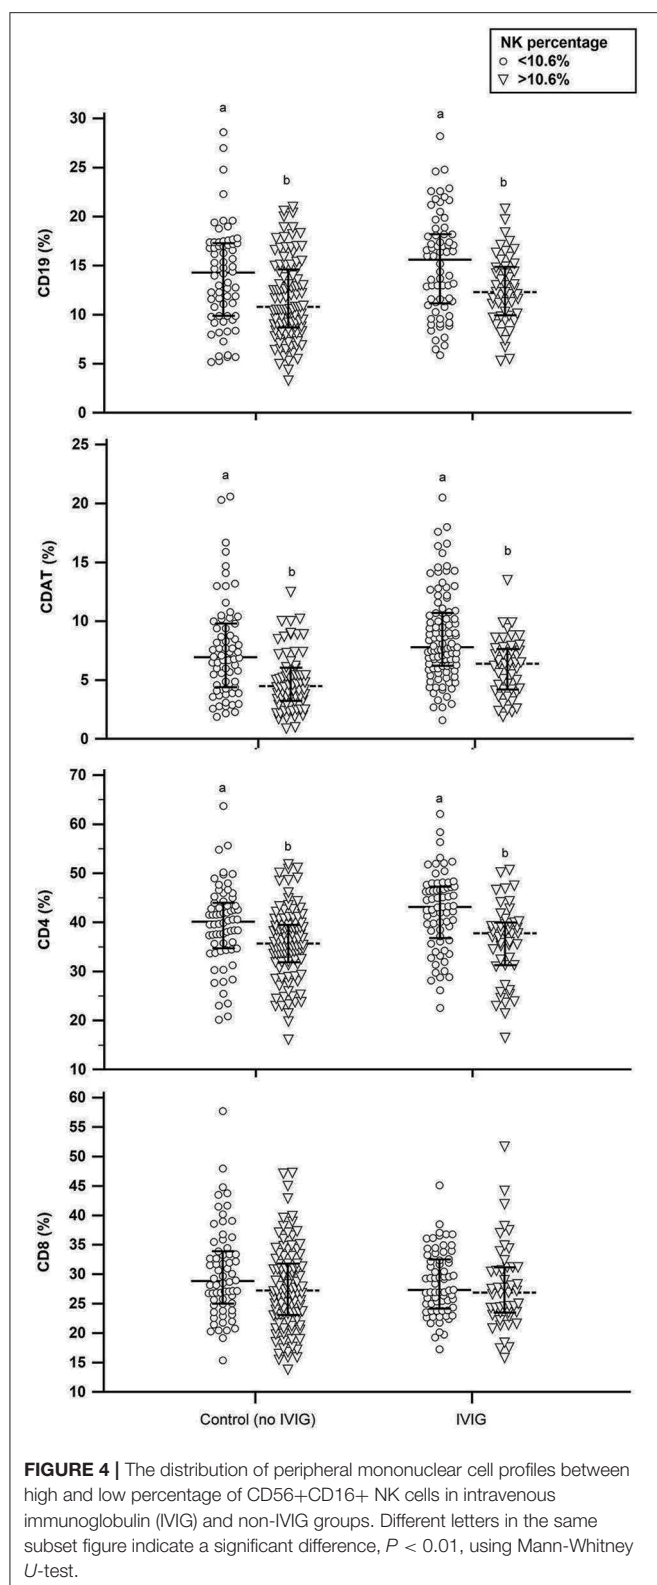 NK percentage
○ <10.6%
▽ >10.6%
CD19 (%)
30
25
20
15
10
5
0
a
b
a
b
CDAT (%)
25
20
15
10
5
0
a
b
a
b
CD4 (%)
70
60
50
40
30
20
10
a
b
a
b
CD8 (%)
60
55
50
45
40
35
30
25
20
15
10
Control (no IVIG)
IVIG
FIGURE 4 | The distribution of peripheral mononuclear cell profiles between
high and low percentage of CD56+CD16+ NK cells in intravenous
immunoglobulin (IVIG) and non-IVIG groups. Different letters in the same
subset figure indicate a significant difference, P < 0.01, using Mann-Whitney
U-test.